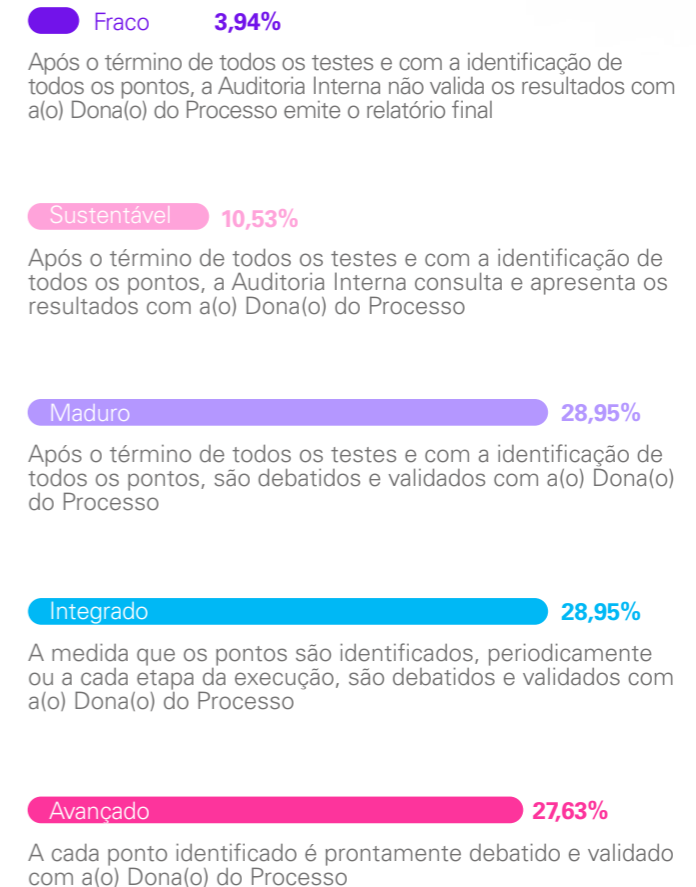 Fraco 3,94%
Após o término de todos os testes e com a identificação de
todos os pontos, a Auditoria Interna não valida os resultados com
a(o) Dona(o) do Processo emite o relatório final
Sustentável 10,53%
Após o término de todos os testes e com a identificação de
todos os pontos, a Auditoria Interna consulta e apresenta os
resultados com a(o) Dona(o) do Processo
Maduro 28,95%
Após o término de todos os testes e com a identificação de
todos os pontos, são debatidos e validados com a(o) Dona(o)
do Processo
Integrado 28,95%
A medida que os pontos são identificados, periodicamente
ou a cada etapa da execução, são debatidos e validados com
a(o) Dona(o) do Processo
Avançado 27,63%
A cada ponto identificado é prontamente debatido e validado
com a(o) Dona(o) do Processo